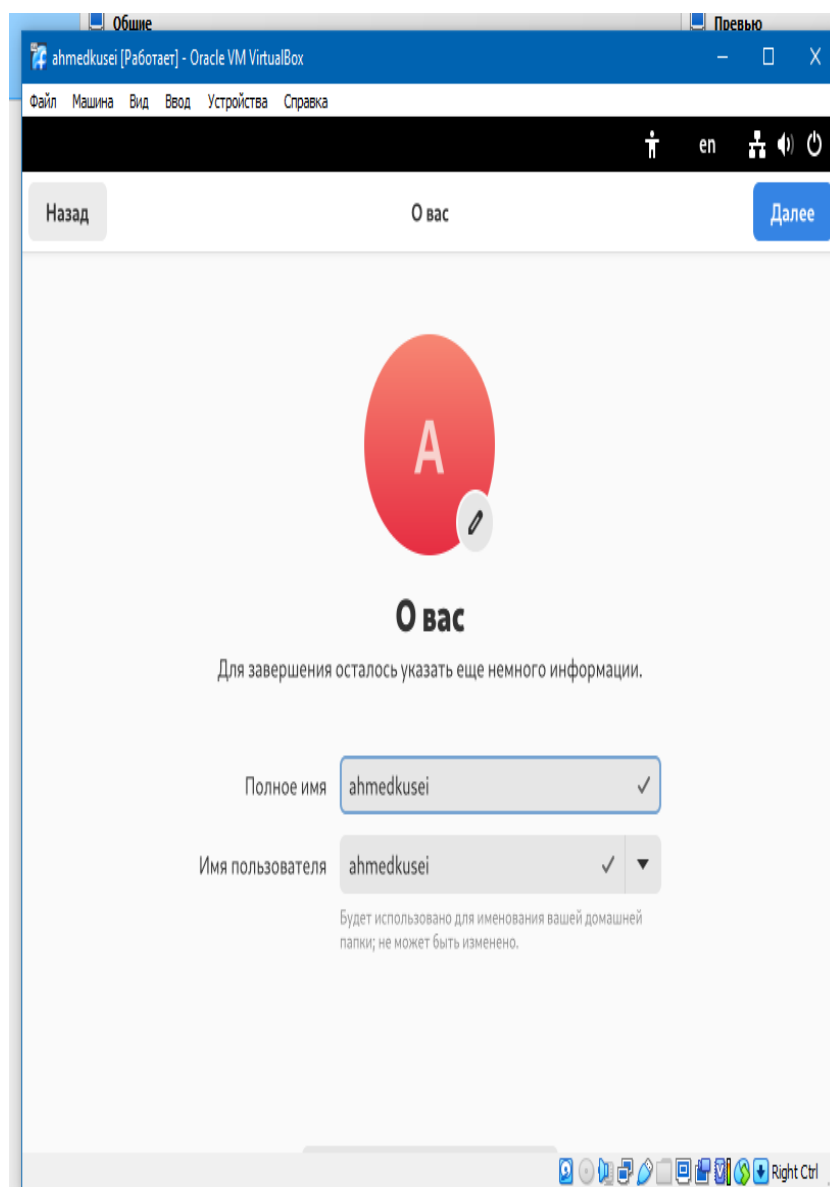 Общие
Превью
ahmedkusei [Работает] - Oracle VM VirtualBox
Файл Машина Вид Ввод Устройства Справка
en
Назад О вас Далее
A
О вас
Для завершения осталось указать еще немного информации.
Полное имя ahmedkusei
Имя пользователя ahmedkusei
Будет использовано для именования вашей домашней
папки; не может быть изменено.
Right Ctrl